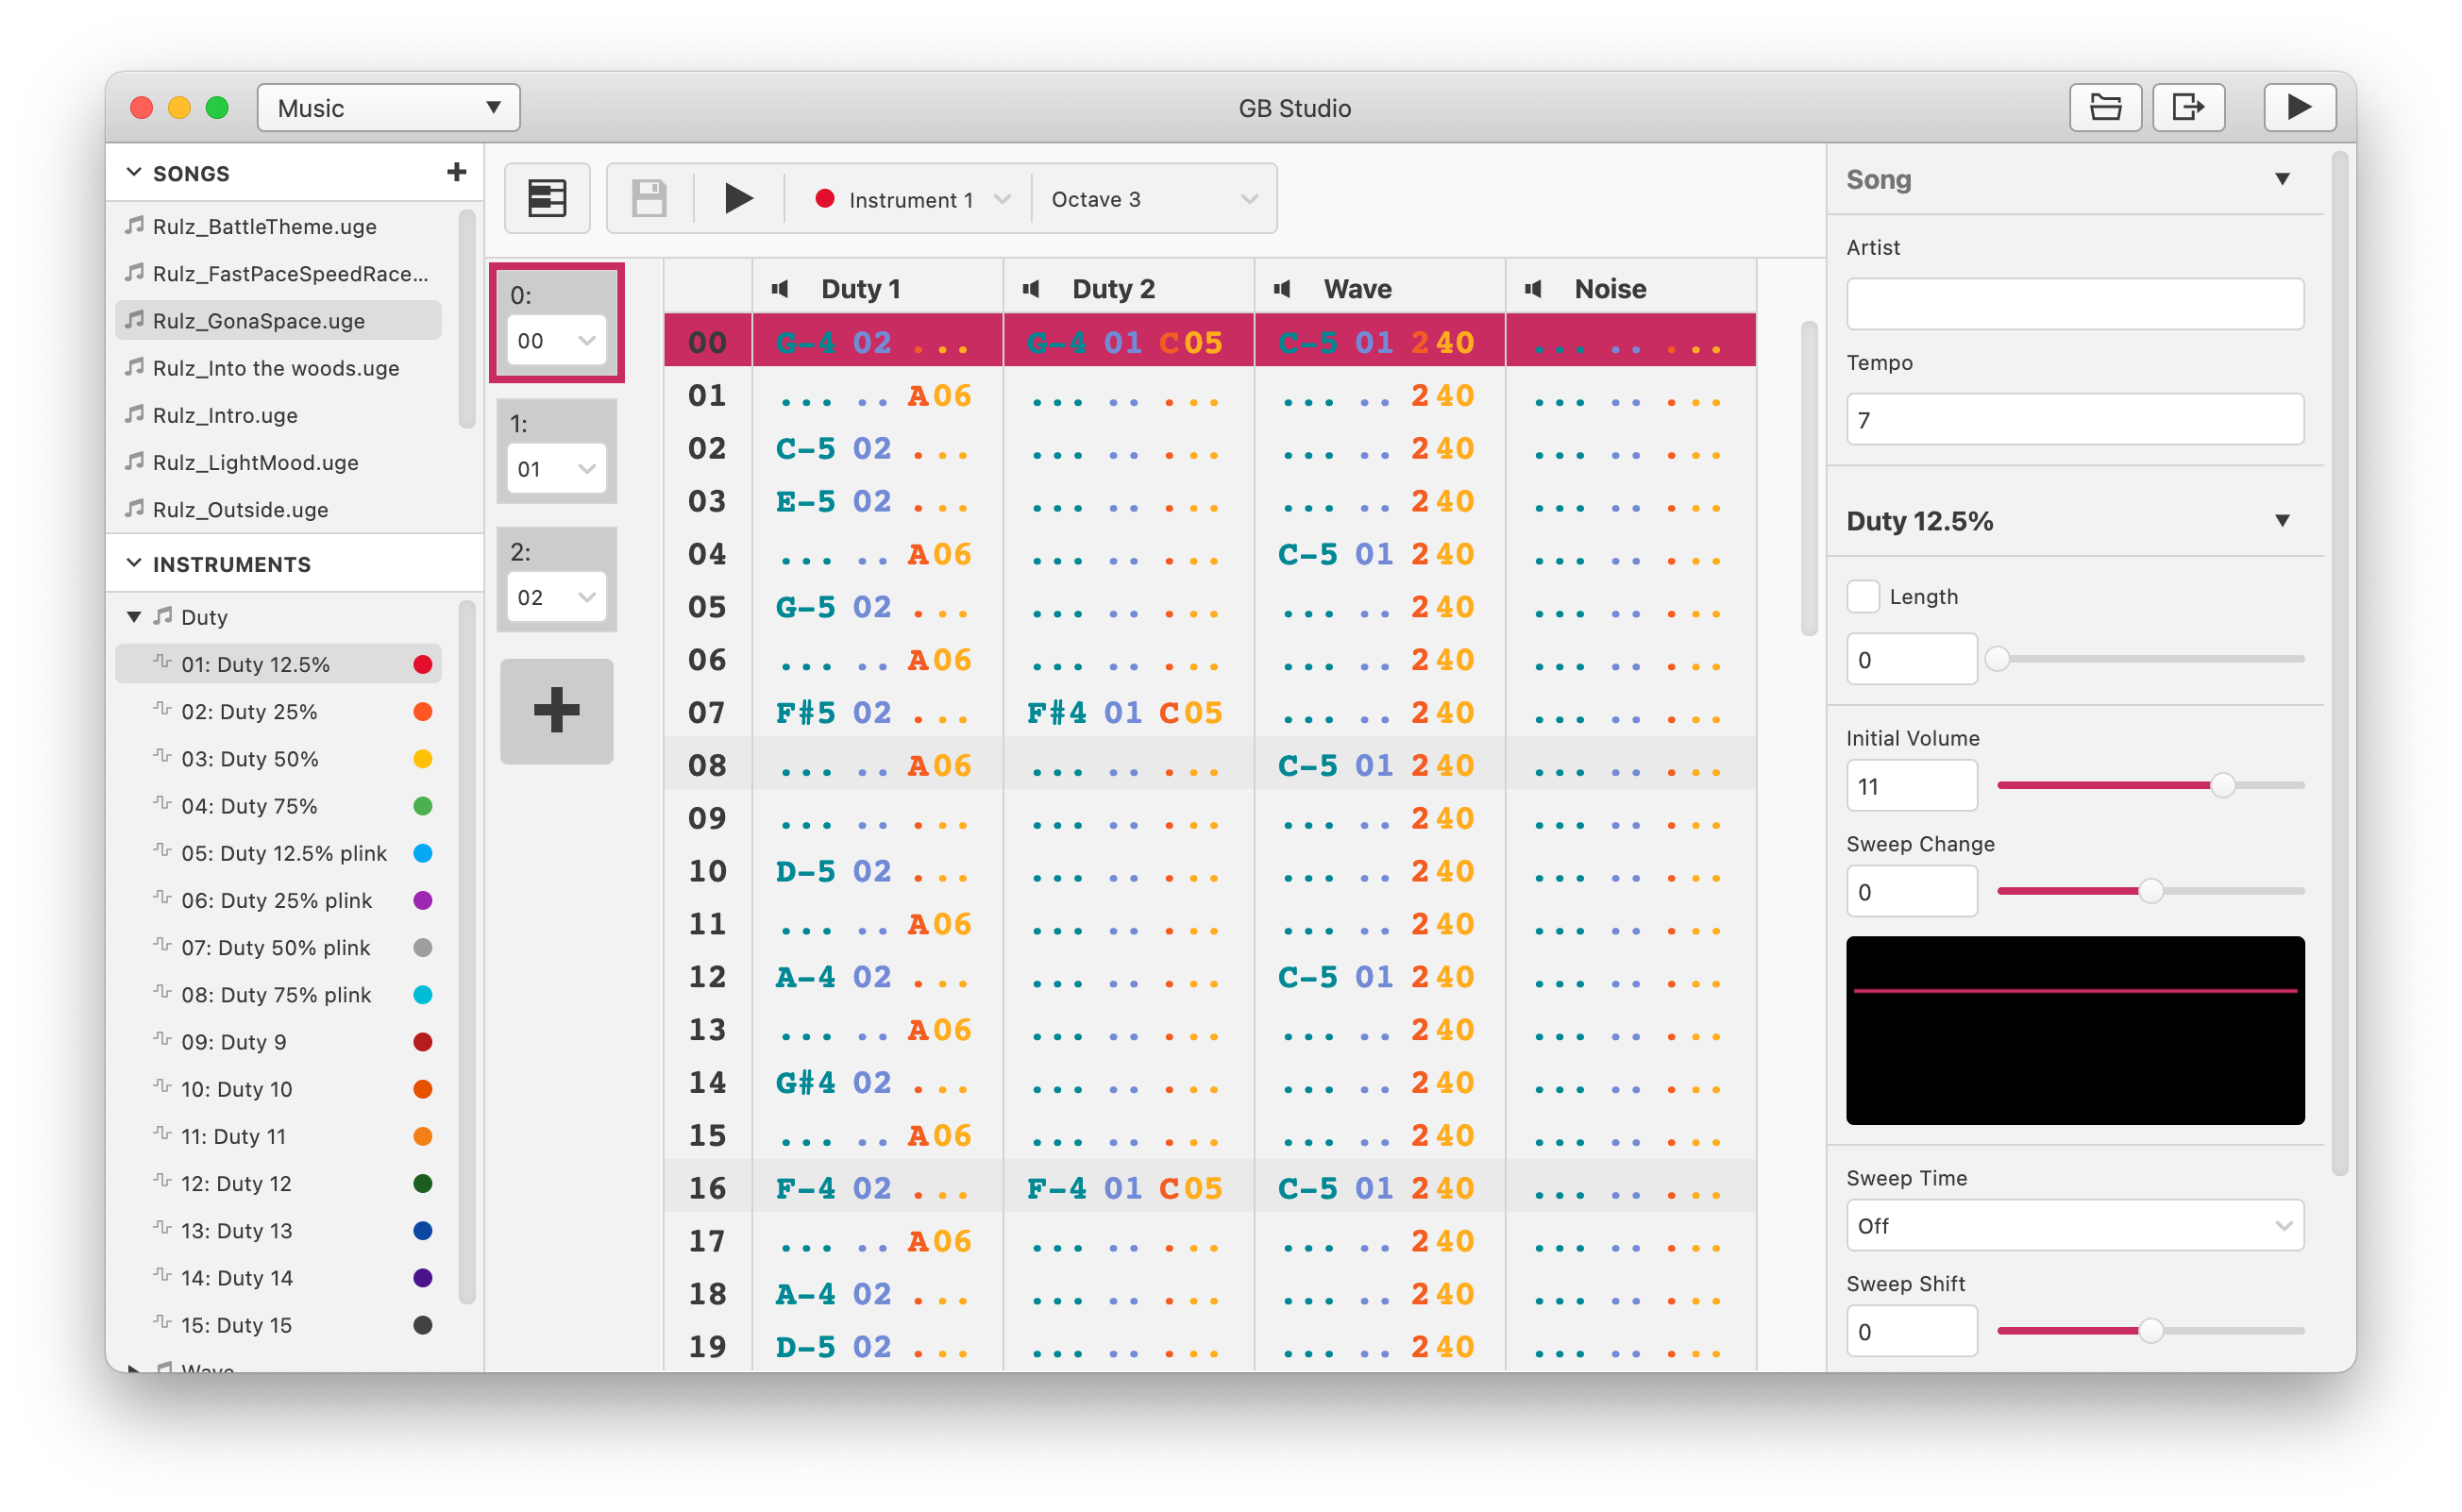 Music
GB Studio
SONGS
Rulz_BattleTheme.uge
Rulz_FastPaceSpeedRace...
Rulz_GonaSpace.uge
Rulz_Into the woods.uge
Rulz_Intro.uge
Rulz_LightMood.uge
Rulz_Outside.uge
INSTRUMENTS
Duty
01: Duty 12.5%
02: Duty 25%
03: Duty 50%
04: Duty 75%
05: Duty 12.5% plink
06: Duty 25% plink
07: Duty 50% plink
08: Duty 75% plink
09: Duty 9
10: Duty 10
11: Duty 11
12: Duty 12
13: Duty 13
14: Duty 14
15: Duty 15
Wave
Instrument 1
Octave 3
0:
00
1:
01
2:
02
Duty 1 Duty 2 Wave Noise
00 G-4 02 ... G-4 01 C05 C-5 01 240 ... .. ...
01 ... .. A06 ... .. ... ... .. 240 ... .. ...
02 C-5 02 ... ... .. ... ... .. 240 ... .. ...
03 E-5 02 ... ... .. ... ... .. 240 ... .. ...
04 ... .. A06 ... .. ... C-5 01 240 ... .. ...
05 G-5 02 ... ... .. ... ... .. 240 ... .. ...
06 ... .. A06 ... .. ... ... .. 240 ... .. ...
07 F#5 02 ... F#4 01 C05 ... .. 240 ... .. ...
08 ... .. A06 ... .. ... C-5 01 240 ... .. ...
09 ... .. ... ... .. ... ... .. 240 ... .. ...
10 D-5 02 ... ... .. ... ... .. 240 ... .. ...
11 ... .. A06 ... .. ... ... .. 240 ... .. ...
12 A-4 02 ... ... .. ... C-5 01 240 ... .. ...
13 ... .. A06 ... .. ... ... .. 240 ... .. ...
14 G#4 02 ... ... .. ... ... .. 240 ... .. ...
15 ... .. A06 ... .. ... ... .. 240 ... .. ...
16 F-4 02 ... F-4 01 C05 C-5 01 240 ... .. ...
17 ... .. A06 ... .. ... ... .. 240 ... .. ...
18 A-4 02 ... ... .. ... ... .. 240 ... .. ...
19 D-5 02 ... ... .. ... ... .. 240 ... .. ...
Song
Artist
Tempo
7
Duty 12.5%
Length
0
Initial Volume
11
Sweep Change
0
Sweep Time
Off
Sweep Shift
0